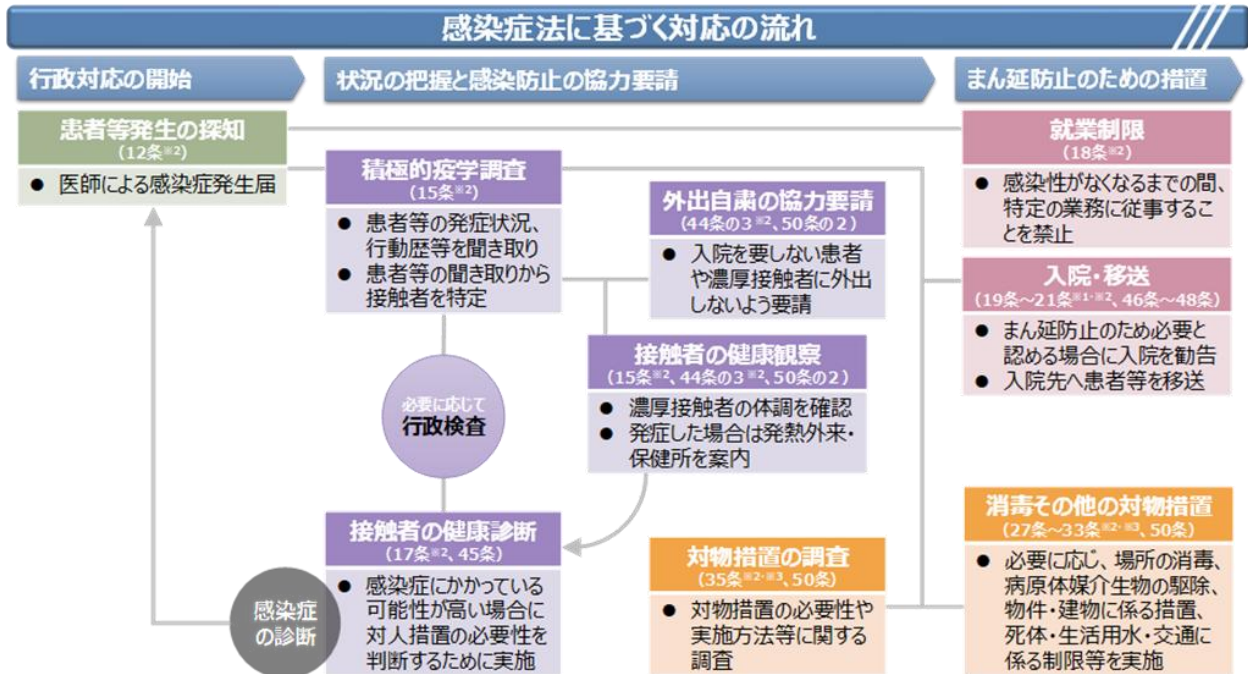 感染症法に基づく対応の流れ
行政対応の開始
状況の把握と感染防止の協力要請
まん延防止のための措置
患者等発生の探知
(12条※2)
● 医師による感染症発生届
積極的疫学調査
(15条※2)
● 患者等の発症状況、
行動歴等を聞き取り
● 患者等の聞き取りから
接触者を特定
外出自粛の協力要請
(44条の3※2、50条の2)
● 入院を要しない患者
や濃厚接触者に外出
しないよう要請
接触者の健康観察
(15条※2、44条の3※2、50条の2)
● 濃厚接触者の体調を確認
● 発症した場合は発熱外来・
保健所を案内
必要に応じて
行政検査
接触者の健康診断
(17条※2、45条)
● 感染症にかかっている
可能性が高い場合に
対人措置の必要性を
判断するために実施
感染症
の診断
対物措置の調査
(35条※2・※3、50条)
● 対物措置の必要性や
実施方法等に関する
調査
就業制限
(18条※2)
● 感染性がなくなるまでの間、
特定の業務に従事するこ
とを禁止
入院・移送
(19条～21条※1・※2、46条～48条)
● まん延防止のため必要と
認める場合に入院を勧告
● 入院先へ患者等を移送
消毒その他の対物措置
(27条～33条※2・※3、50条)
● 必要に応じ、場所の消毒、
病原体媒介生物の駆除、
物件・建物に係る措置、
死体・生活用水・交通に
係る制限等を実施